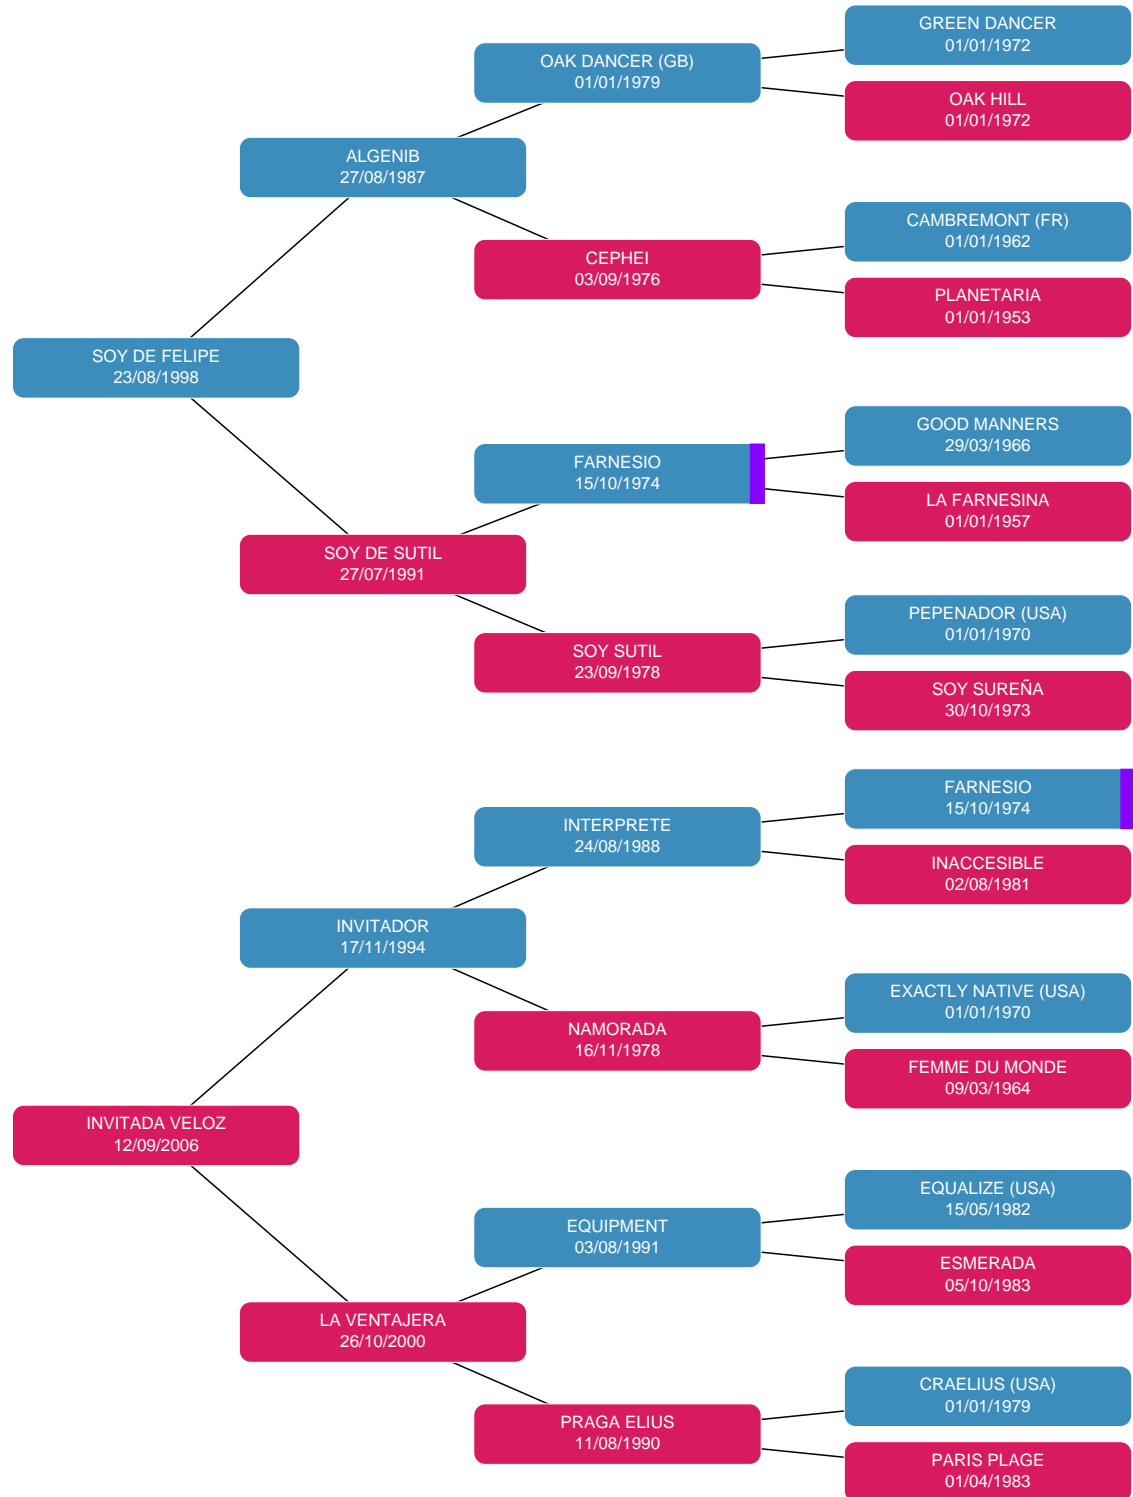 GREEN DANCER
01/01/1972
OAK DANCER (GB)
01/01/1979
OAK HILL
01/01/1972
ALGENIB
27/08/1987
CAMBREMONT (FR)
01/01/1962
CEPHEI
03/09/1976
PLANETARIA
01/01/1953
SOY DE FELIPE
23/08/1998
GOOD MANNERS
29/03/1966
FARNESIO
15/10/1974
LA FARNESINA
01/01/1957
SOY DE SUTIL
27/07/1991
PEPENADOR (USA)
01/01/1970
SOY SUTIL
23/09/1978
SOY SUREÑA
30/10/1973
FARNESIO
15/10/1974
INTERPRETE
24/08/1988
INACCESIBLE
02/08/1981
INVITADOR
17/11/1994
EXACTLY NATIVE (USA)
01/01/1970
NAMORADA
16/11/1978
FEMME DU MONDE
09/03/1964
INVITADA VELOZ
12/09/2006
EQUALIZE (USA)
15/05/1982
EQUIPMENT
03/08/1991
ESMERADA
05/10/1983
LA VENTAJERA
26/10/2000
CRAELIUS (USA)
01/01/1979
PRAGA ELIUS
11/08/1990
PARIS PLAGE
01/04/1983